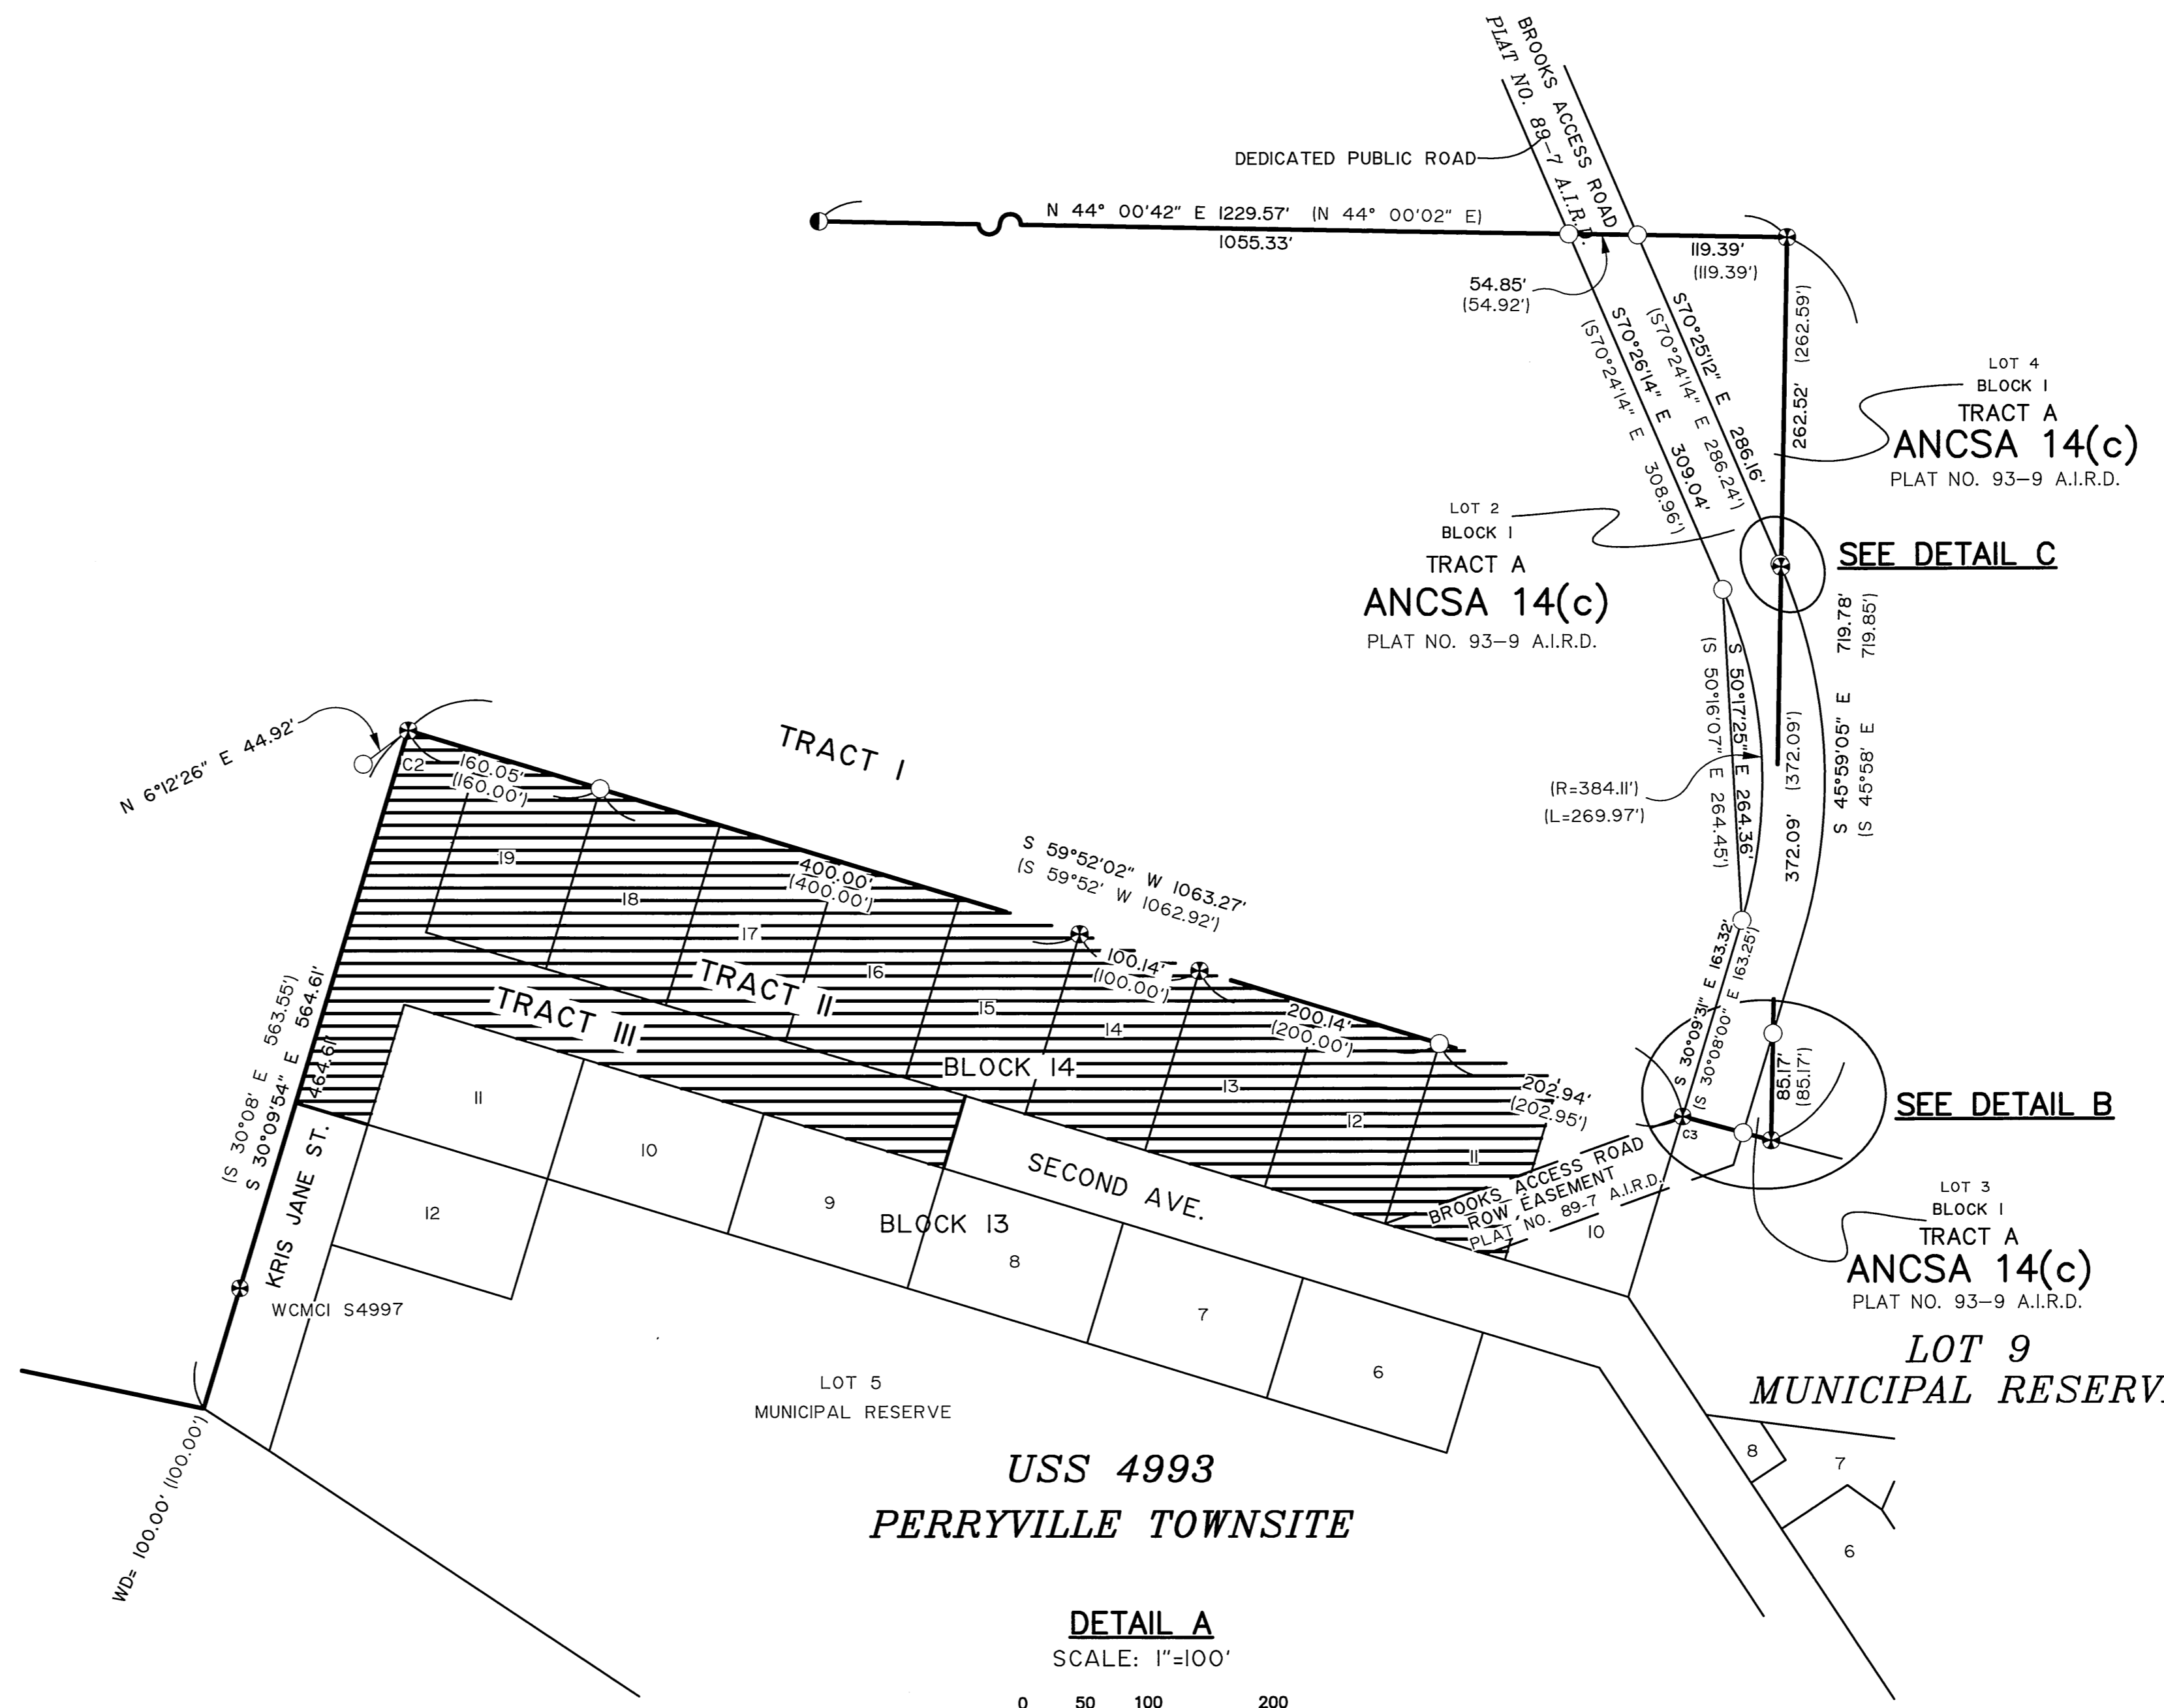 BROOKS ACCESS ROAD
PLAT NO. 89-7 A.I.R.D.
DEDICATED PUBLIC ROAD
N 44° 00'42" E 1229.57' (N 44° 00'02" E)
1055.33'
119.39'
(119.39')
54.85'
(54.92')
S70°25'12" E 286.16'
(S70°24'14" E 286.24')
S70°26'14" E 309.04'
(S70°24'14" E 308.96')
262.52' (262.59')
LOT 4
BLOCK 1
TRACT A
ANCSA 14(c)
PLAT NO. 93-9 A.I.R.D.
LOT 2
BLOCK 1
TRACT A
ANCSA 14(c)
PLAT NO. 93-9 A.I.R.D.
SEE DETAIL C
S 45°59'05" E 719.78'
(S 45°58' E 719.85')
S 50°17'25" E 264.36'
(S 50°16'07" E 264.45')
372.09' (372.09')
(R=384.11')
(L=269.97')
N 6°12'26" E 44.92'
C2
160.05'
(160.00')
TRACT I
S 59°52'02" W 1063.27'
(S 59°52' W 1062.92')
400.00'
(400.00')
19
18
17
16
15
14
13
12
11
TRACT II
TRACT III
BLOCK 14
100.14'
(100.00')
200.14'
(200.00')
202.94'
(202.95')
S 30°09'31" E 163.32'
(S 30°08'00" E 163.25')
85.17'
(85.17')
C3
SEE DETAIL B
(S 30°08' E 563.55')
S 30°09'54" E 564.61'
464.61'
KRIS JANE ST.
WCMCI S4997
11
10
9
8
7
6
12
BLOCK 13
SECOND AVE.
BROOKS ACCESS ROAD
ROW EASEMENT
PLAT NO. 89-7 A.I.R.D.
10
LOT 3
BLOCK 1
TRACT A
ANCSA 14(c)
PLAT NO. 93-9 A.I.R.D.
LOT 9
MUNICIPAL RESERV
8
7
6
LOT 5
MUNICIPAL RESERVE
WD= 100.00' (100.00')
USS 4993
PERRYVILLE TOWNSITE
DETAIL A
SCALE: 1"=100'
0 50 100 200